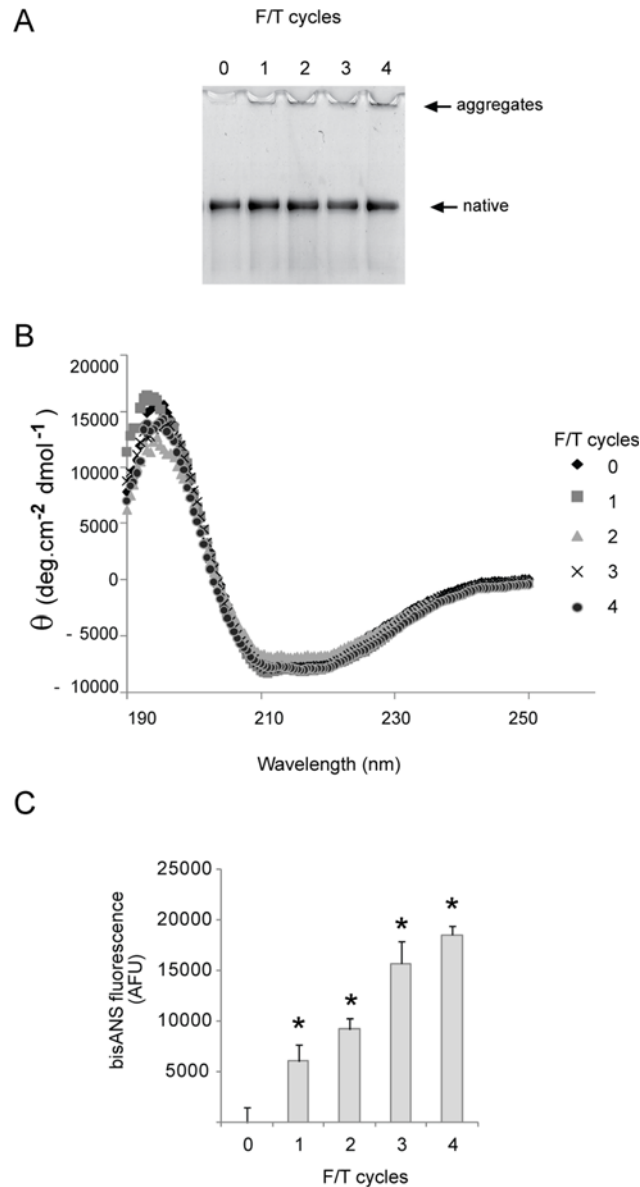 A
F/T cycles
0 1 2 3 4
aggregates
native
B
20000
15000
10000
5000
0
- 5000
- 10000
190 210 230 250
θ (deg.cm⁻² dmol⁻¹)
Wavelength (nm)
F/T cycles
0
1
2
3
4
C
25000
20000
15000
10000
5000
bisANS fluorescence
(AFU)
* * * *
0 1 2 3 4
F/T cycles